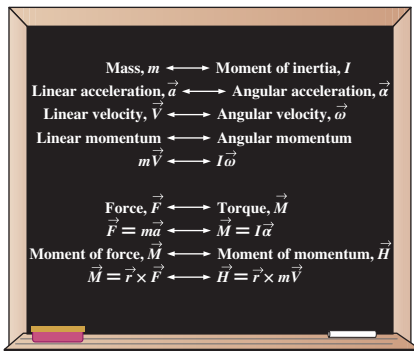 Mass, m ⟷ Moment of inertia, I
Linear acceleration, a⃗ ⟷ Angular acceleration, α⃗
Linear velocity, V⃗ ⟷ Angular velocity, ω⃗
Linear momentum ⟷ Angular momentum
mV⃗ ⟷ Iω⃗
Force, F⃗ ⟷ Torque, M⃗
F⃗ = ma⃗ ⟷ M⃗ = Iα⃗
Moment of force, M⃗ ⟷ Moment of momentum, H⃗
M⃗ = r⃗ × F⃗ ⟷ H⃗ = r⃗ × mV⃗